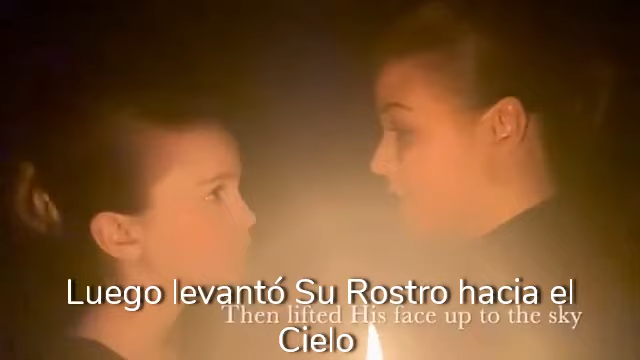 Luego levantó Su Rostro hacia el
Then lifted His face up to the sky
Cielo